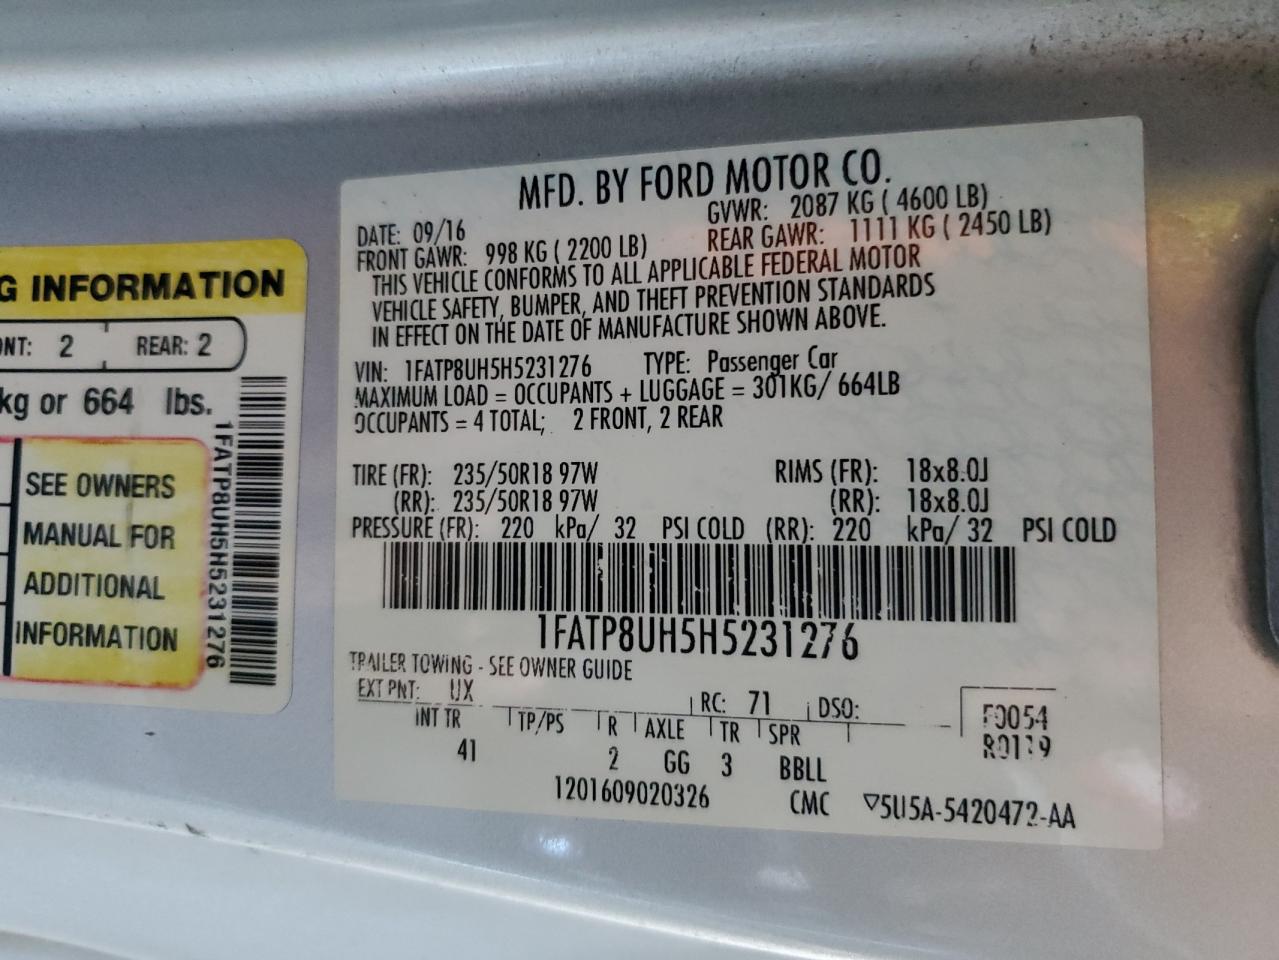 G INFORMATION
NT: 2 REAR: 2
kg or 664 lbs.
SEE OWNERS
MANUAL FOR
ADDITIONAL
INFORMATION
1FATP8UH5H5231276
MFD. BY FORD MOTOR CO.
DATE: 09/16 GVWR: 2087 KG ( 4600 LB)
FRONT GAWR: 998 KG ( 2200 LB) REAR GAWR: 1111 KG ( 2450 LB)
THIS VEHICLE CONFORMS TO ALL APPLICABLE FEDERAL MOTOR
VEHICLE SAFETY, BUMPER, AND THEFT PREVENTION STANDARDS
IN EFFECT ON THE DATE OF MANUFACTURE SHOWN ABOVE.
VIN: 1FATP8UH5H5231276 TYPE: Passenger Car
MAXIMUM LOAD = OCCUPANTS + LUGGAGE = 301KG/ 664LB
OCCUPANTS = 4 TOTAL; 2 FRONT, 2 REAR
TIRE (FR): 235/50R18 97W RIMS (FR): 18x8.0J
(RR): 235/50R18 97W (RR): 18x8.0J
PRESSURE (FR): 220 kPa/ 32 PSI COLD (RR): 220 kPa/ 32 PSI COLD
1FATP8UH5H5231276
TRAILER TOWING - SEE OWNER GUIDE
EXT PNT: UX RC: 71 DSO: F0054
INT TR TP/PS R AXLE TR SPR R0119
41 2 GG 3 BBLL
1201609020326 CMC ▽5U5A-5420472-AA